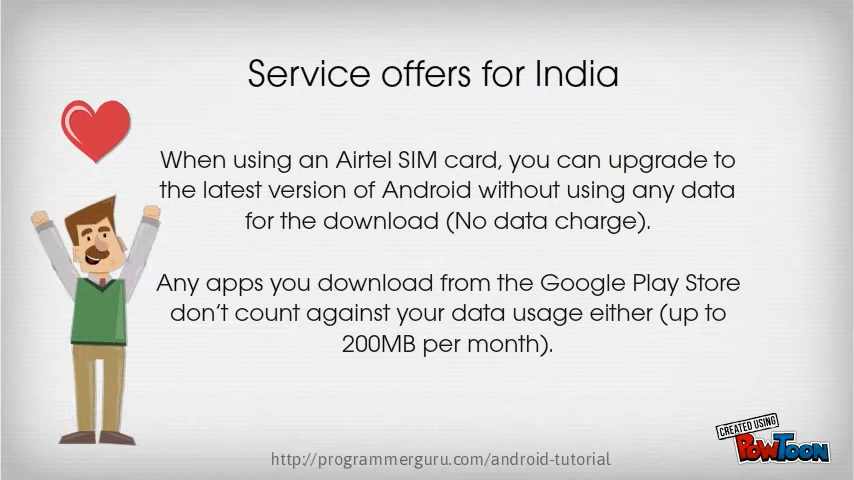 Service offers for India
When using an Airtel SIM card, you can upgrade to
the latest version of Android without using any data
for the download (No data charge).
Any apps you download from the Google Play Store
don't count against your data usage either (up to
200MB per month).
CREATED USING
POWTOON
http://programmerguru.com/android-tutorial